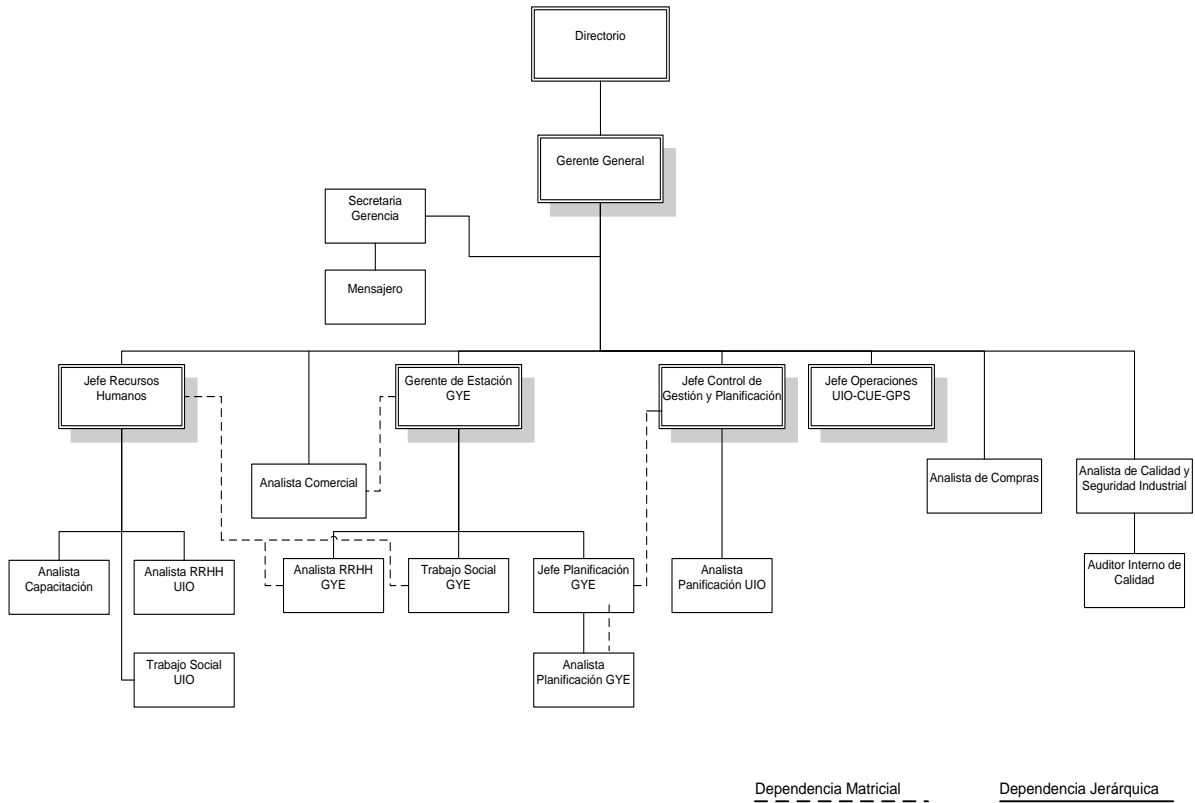 Directorio
Gerente General
Secretaria
Gerencia
Mensajero
Jefe Recursos
Humanos
Gerente de Estación
GYE
Jefe Control de
Gestión y Planificación
Jefe Operaciones
UIO-CUE-GPS
Analista Comercial
Analista de Compras
Analista de Calidad y
Seguridad Industrial
Analista
Capacitación
Analista RRHH
UIO
Analista RRHH
GYE
Trabajo Social
GYE
Jefe Planificación
GYE
Analista
Panificación UIO
Auditor Interno de
Calidad
Trabajo Social
UIO
Analista
Planificación GYE
Dependencia Matricial
Dependencia Jerárquica